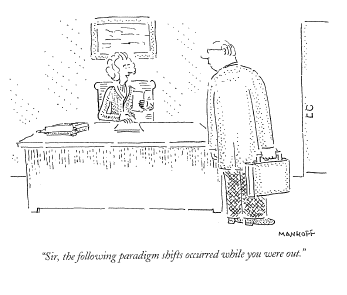 MANKOFF
"Sir, the following paradigm shifts occurred while you were out."